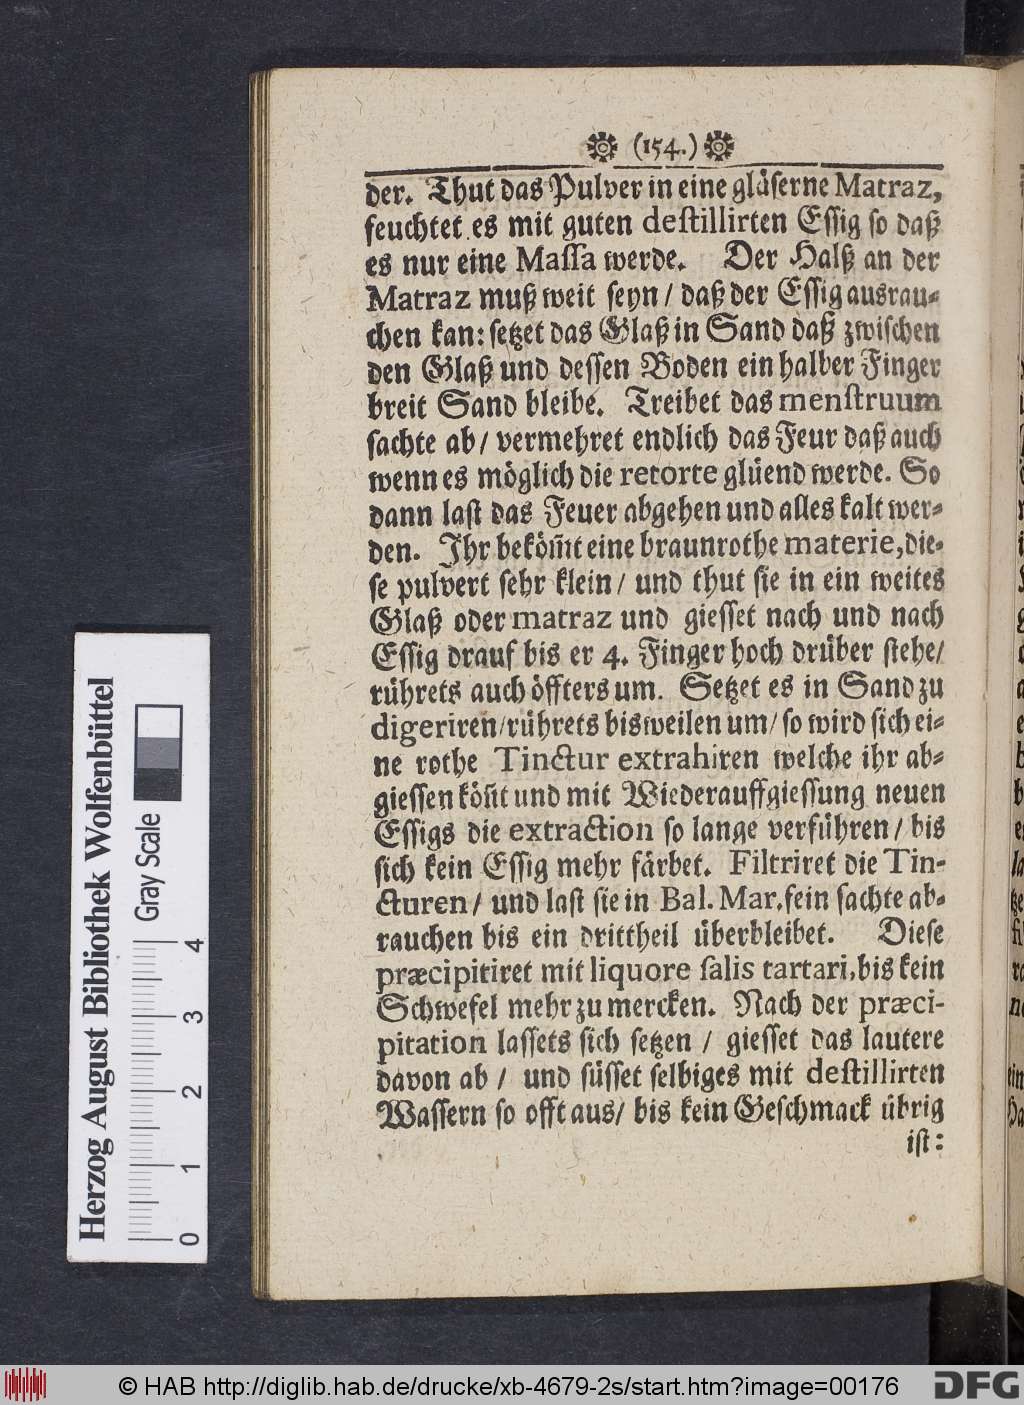 (154.)
der. Thut das Pulver in eine gläſerne Matraz,
feuchtet es mit guten deſtillirten Eſſig ſo daß
es nur eine Maſſa werde. Der Halß an der
Matraz muß weit ſeyn / daß der Eſſig ausrau-
chen kan: ſetzet das Glaß in Sand daß zwiſchen
den Glaß und deſſen Boden ein halber Finger
breit Sand bleibe. Treibet das menſtruum
ſachte ab / vermehret endlich das Feur daß auch
wenn es möglich die retorte glüend werde. So
dann laſt das Feuer abgehen und alles kalt wer-
den. Ihr beköm̃t eine braunrothe materie, die-
ſe pulvert ſehr klein / und thut ſie in ein weites
Glaß oder matraz und gieſſet nach und nach
Eſſig drauf bis er 4. Finger hoch drüber ſtehe /
rührets auch öffters um. Setzet es in Sand zu
digeriren / rührets bisweilen um / ſo wird ſich ei-
ne rothe Tinctur extrahiren welche ihr ab-
gieſſen köñt und mit Wiederauffgieſſung neuen
Eſſigs die extraction ſo lange verführen / bis
ſich kein Eſſig mehr färbet. Filtriret die Tin-
cturen / und laſt ſie in Bal. Mar. fein ſachte ab-
rauchen bis ein drittheil überbleibet. Dieſe
præcipitiret mit liquore ſalis tartari, bis kein
Schwefel mehr zu mercken. Nach der præci-
pitation laſſets ſich ſetzen / gieſſet das lautere
davon ab / und ſüſſet ſelbiges mit deſtillirten
Waſſern ſo offt aus / bis kein Geſchmack übrig
iſt:
Herzog August Bibliothek Wolfenbüttel
Gray Scale
0 1 2 3 4
© HAB http://diglib.hab.de/drucke/xb-4679-2s/start.htm?image=00176
DFG